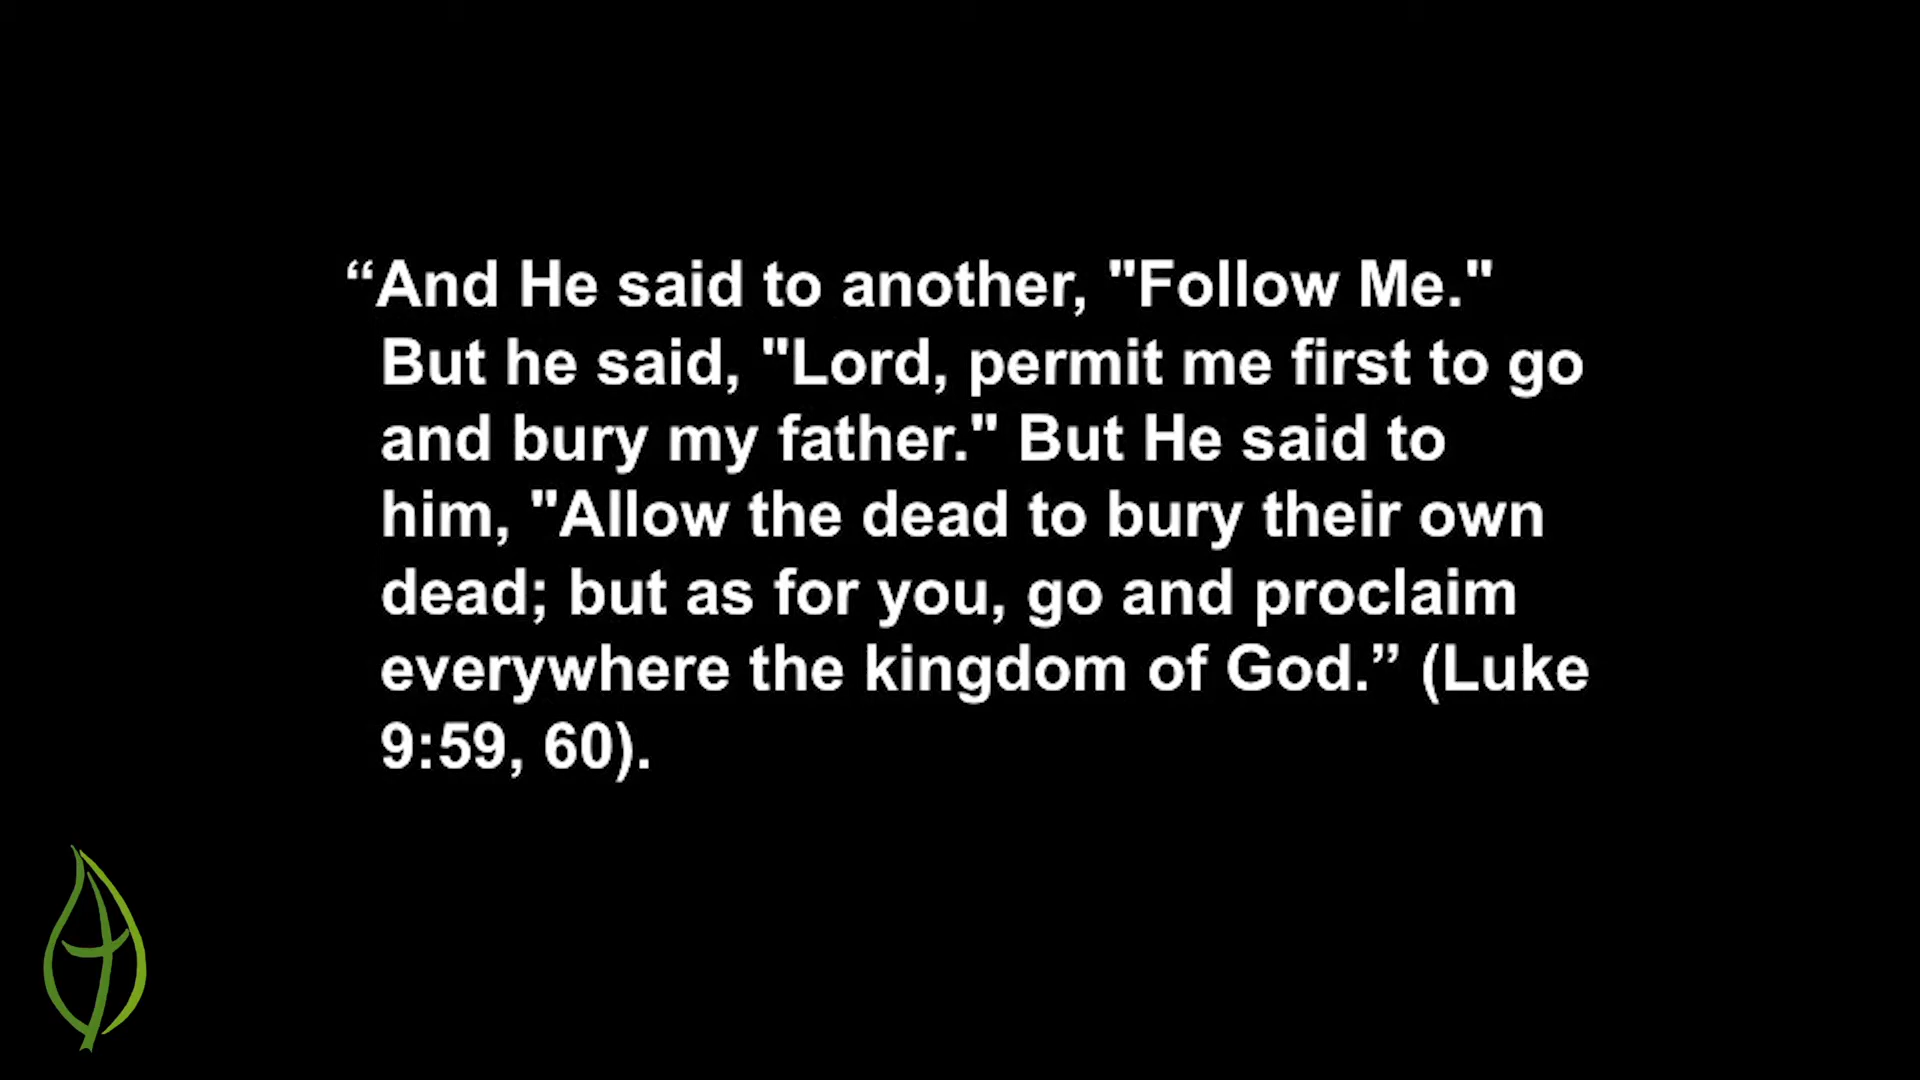 “And He said to another, "Follow Me."
But he said, "Lord, permit me first to go
and bury my father." But He said to
him, "Allow the dead to bury their own
dead; but as for you, go and proclaim
everywhere the kingdom of God.” (Luke
9:59, 60).